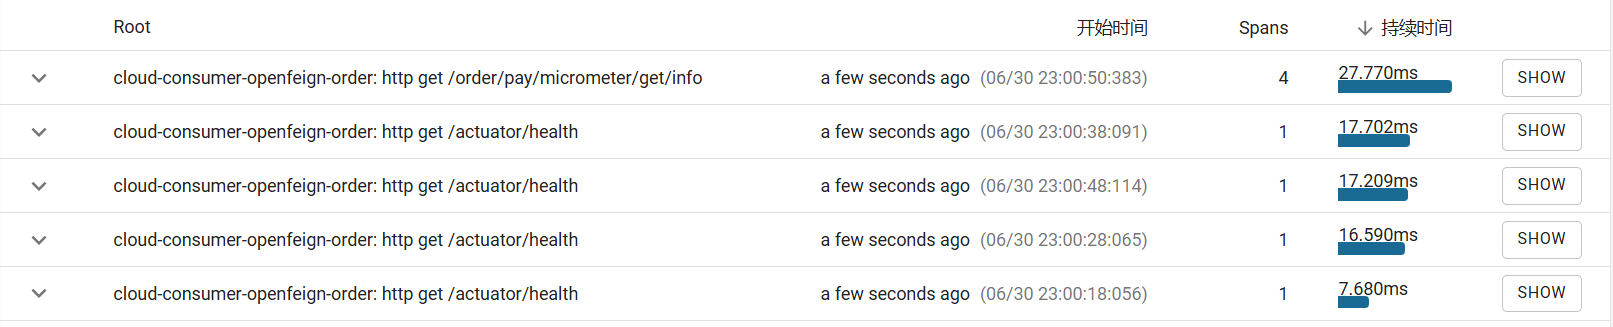 Root 开始时间 Spans 持续时间
cloud-consumer-openfeign-order: http get /order/pay/micrometer/get/info a few seconds ago (06/30 23:00:50:383) 4 27.770ms SHOW
cloud-consumer-openfeign-order: http get /actuator/health a few seconds ago (06/30 23:00:38:091) 1 17.702ms SHOW
cloud-consumer-openfeign-order: http get /actuator/health a few seconds ago (06/30 23:00:48:114) 1 17.209ms SHOW
cloud-consumer-openfeign-order: http get /actuator/health a few seconds ago (06/30 23:00:28:065) 1 16.590ms SHOW
cloud-consumer-openfeign-order: http get /actuator/health a few seconds ago (06/30 23:00:18:056) 1 7.680ms SHOW